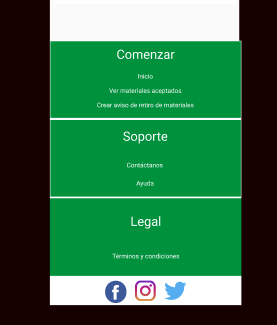 Comenzar
Inicio
Ver materiales aceptados
Crear aviso de retiro de materiales
Soporte
Contáctanos
Ayuda
Legal
Términos y condiciones